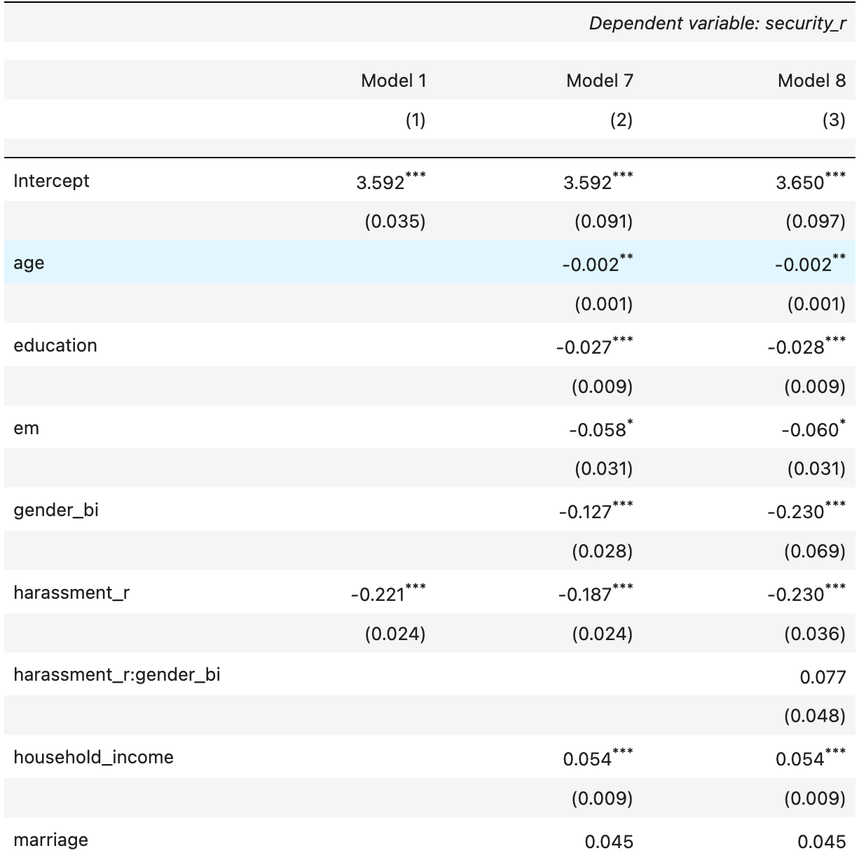 Dependent variable: security_r
Model 1 Model 7 Model 8
(1) (2) (3)
Intercept 3.592*** 3.592*** 3.650***
(0.035) (0.091) (0.097)
age -0.002** -0.002**
(0.001) (0.001)
education -0.027*** -0.028***
(0.009) (0.009)
em -0.058* -0.060*
(0.031) (0.031)
gender_bi -0.127*** -0.230***
(0.028) (0.069)
harassment_r -0.221*** -0.187*** -0.230***
(0.024) (0.024) (0.036)
harassment_r:gender_bi 0.077
(0.048)
household_income 0.054*** 0.054***
(0.009) (0.009)
marriage 0.045 0.045